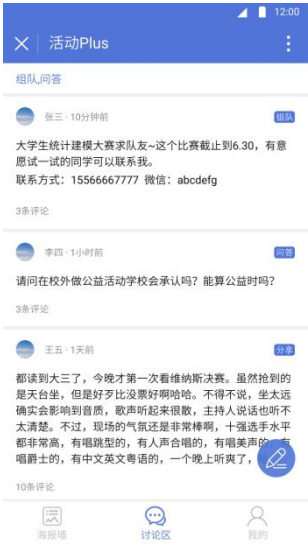 12:00
活动Plus
组队,问答
张三·10分钟前 组队
大学生统计建模大赛求队友~这个比赛截止到6.30，有意
愿试一试的同学可以联系我。
联系方式：15566667777 微信：abcdefg
3条评论
李四·1小时前 问答
请问在校外做公益活动学校会承认吗？能算公益时吗？
3条评论
王五·1天前 分享
都读到大三了，今晚才第一次看维纳斯决赛。虽然抢到的
是天台坐，但是好歹比没票好啊哈哈。不得不说，坐太远
确实会影响到音质，歌声听起来很散，主持人说话也听不
太清楚。不过，现场的气氛还是非常棒啊，十强选手水平
都非常高，有唱跳型的，有人声合唱的，有唱美声的，有
唱爵士的，有中文英文粤语的，一个晚上听爽了，
10条评论
海报墙 讨论区 我的